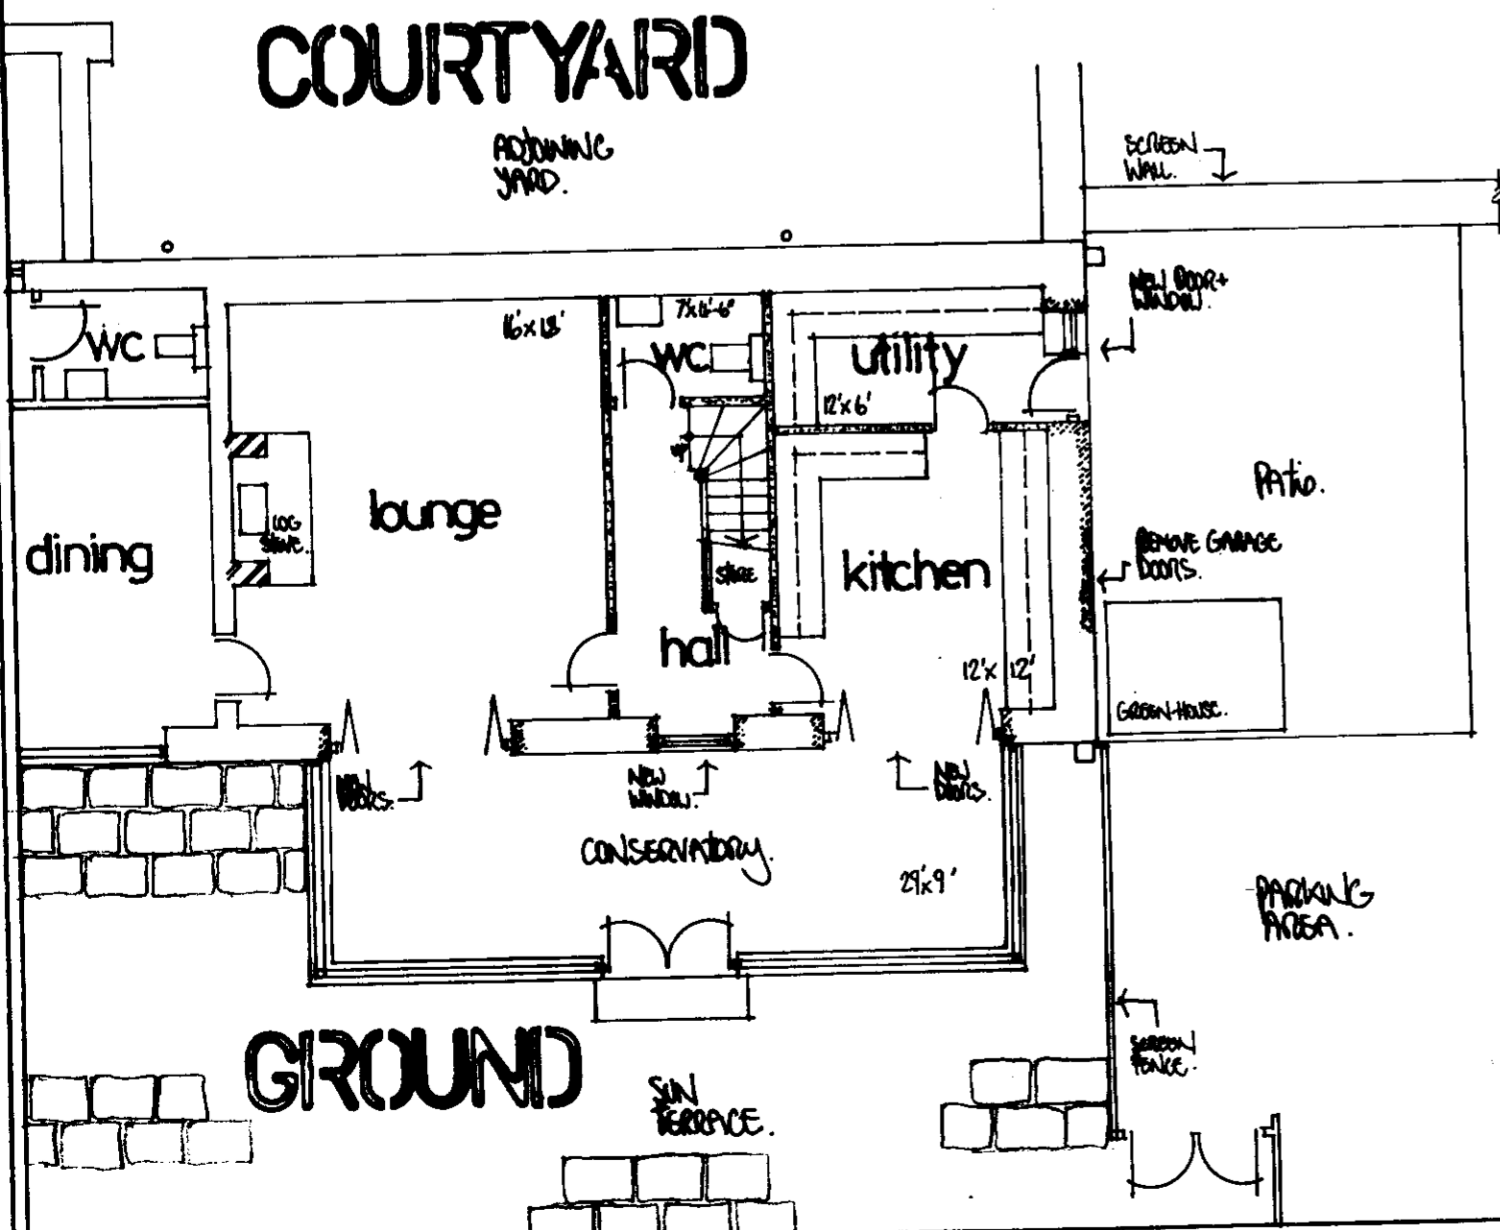 COURTYARD
ADJOINING
YARD.
SCREEN
WALL.
NEW DOOR+
WINDOW.
WC
16'x18'
7'x4'-6"
WC
utility
12'x6'
UP
PATIO.
lounge
LOG
STOVE.
dining
REMOVE GARAGE
DOORS.
kitchen
STORE
hall
12'x12'
GREEN-HOUSE.
NEW
DOORS.
NEW
WINDOW.
NEW
DOORS.
CONSERVATORY.
29'x9'
PARKING
AREA.
GROUND
SCREEN
FENCE.
SUN
TERRACE.